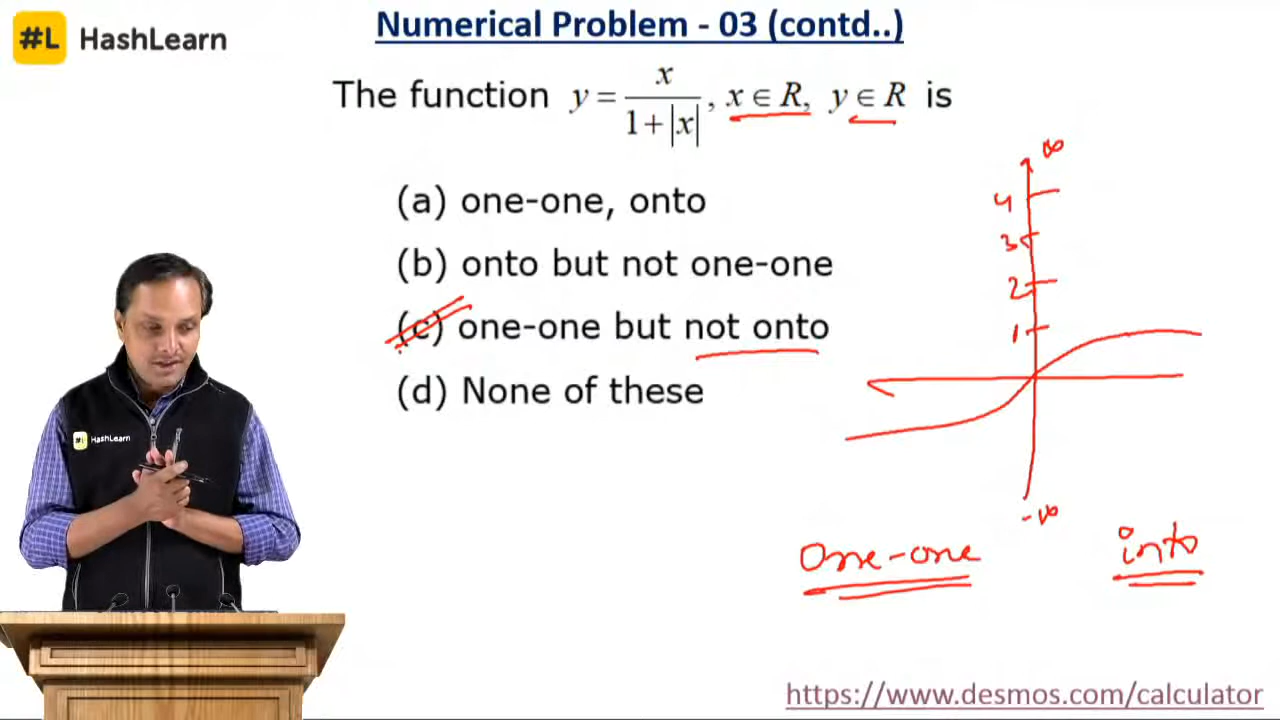 #L HashLearn
Numerical Problem - 03 (contd..)
The function y = x / (1 + |x|), x ∈ R, y ∈ R is
(a) one-one, onto
(b) onto but not one-one
(c) one-one but not onto
(d) None of these
∞
4
3
2
1
-∞
one-one into
#L HashLearn
https://www.desmos.com/calculator